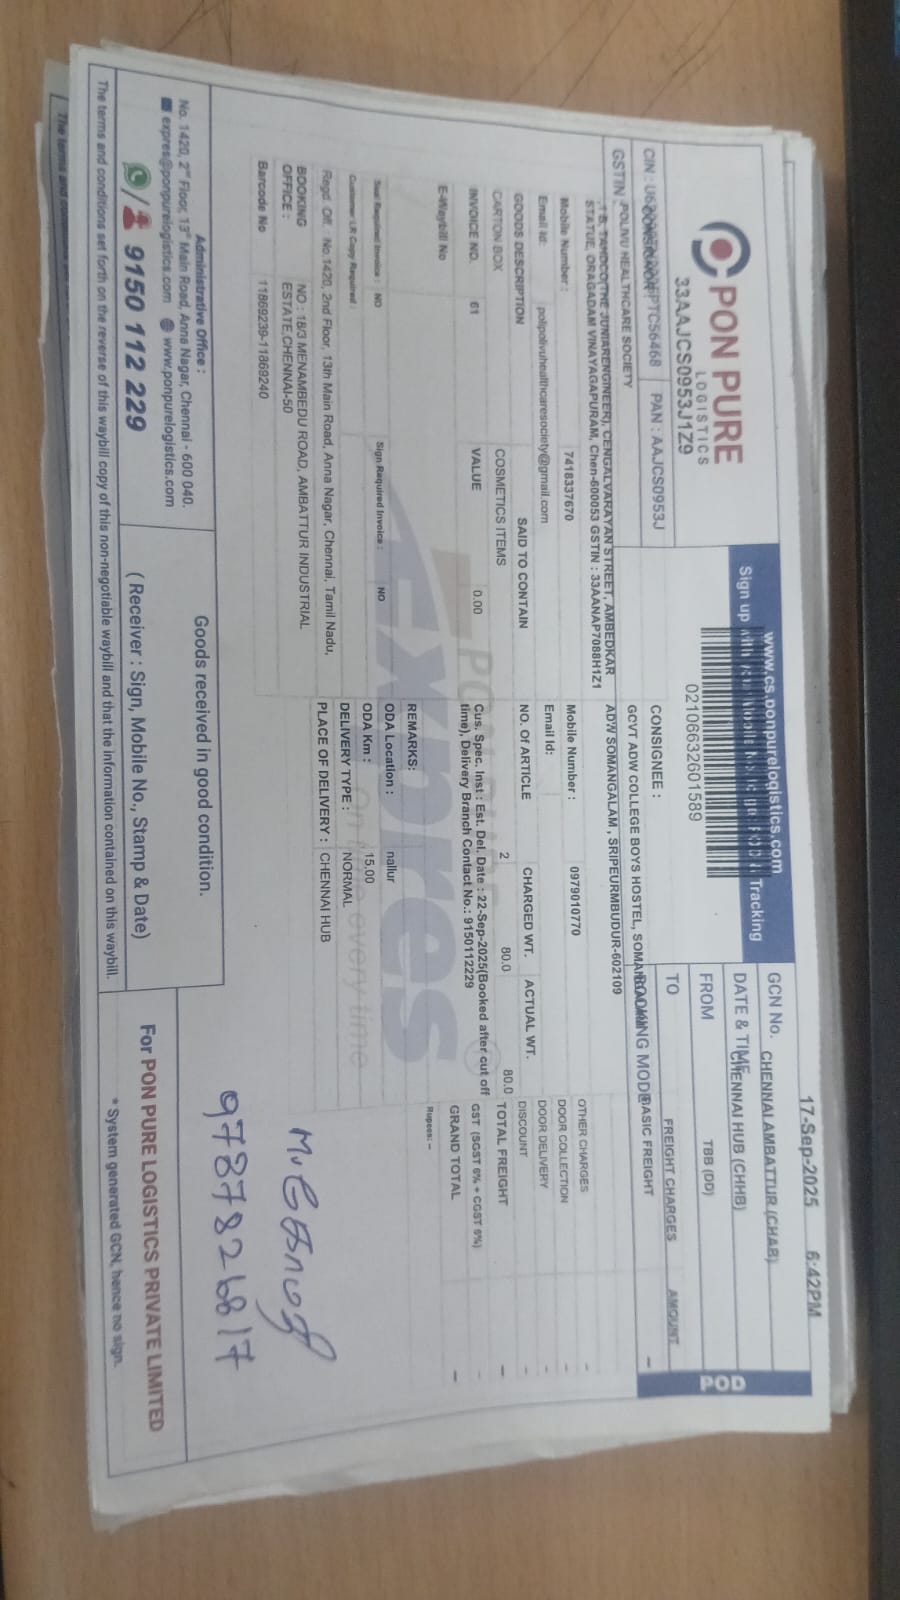 17-Sep-2025 6:42PM
PON PURE
LOGISTICS
33AAJCS0953J1Z9
www.cs.ponpurelogistics.com
Sign up
Tracking
02106632601589
GCN No. CHENNAI AMBATTUR (CHAB)
DATE & TIME CHENNAI HUB (CHHB)
FROM TBB (DD)
TO
POD
PAN : AAJCS0953J
GSTIN :
POLIVU HEALTHCARE SOCIETY
STREET, AMBEDKAR
STATUE, ORAGADAM VINAYAGAPURAM, Chen-600053 GSTIN : 33AANAP7088H1Z1
Mobile Number : 7418337670
Email Id: polipolivuhealthcaresociety@gmail.com
CONSIGNEE :
GCVT ADW COLLEGE BOYS HOSTEL,
ADW SOMANGALAM , SRIPEURMBUDUR-602109
Mobile Number : 0979010770
Email Id:
BOOKING MODE
FREIGHT CHARGES AMOUNT
BASIC FREIGHT –
OTHER CHARGES -
DOOR COLLECTION -
DOOR DELIVERY -
DISCOUNT -
TOTAL FREIGHT –
GST (SGST 6% + CGST 6%) -
GRAND TOTAL –
Rupees: –
GOODS DESCRIPTION SAID TO CONTAIN NO. Of ARTICLE CHARGED WT. ACTUAL WT.
CARTON BOX COSMETICS ITEMS 2 80.0 80.0
INVOICE NO. 61 VALUE 0.00
E-Waybill No
Cus. Spec. Inst : Est. Del. Date : 22-Sep-2025(Booked after cut off
time), Delivery Branch Contact No.: 9150112229
REMARKS:
Seal Required Invoice : NO Sign Required Invoice : NO
Customer LR Copy Required :
ODA Location : nallur
ODA Km : 15.00
DELIVERY TYPE : NORMAL
PLACE OF DELIVERY : CHENNAI HUB
Regd. Off. : No.1420, 2nd Floor, 13th Main Road, Anna Nagar, Chennai, Tamil Nadu,
BOOKING OFFICE : NO : 18/3 MENAMBEDU ROAD, AMBATTUR INDUSTRIAL
ESTATE,CHENNAI-50
Barcode No 11869239-11869240
Expres
every time
9787826817
Administrative Office :
No. 1420, 2nd Floor, 13th Main Road, Anna Nagar, Chennai - 600 040.
expres@ponpurelogistics.com www.ponpurelogistics.com
/ 9150 112 229
Goods received in good condition.
( Receiver : Sign, Mobile No., Stamp & Date)
For PON PURE LOGISTICS PRIVATE LIMITED
* System generated GCN, hence no sign.
The terms and conditions set forth on the reverse of this waybill copy of this non-negotiable waybill and that the information contained on this waybill.